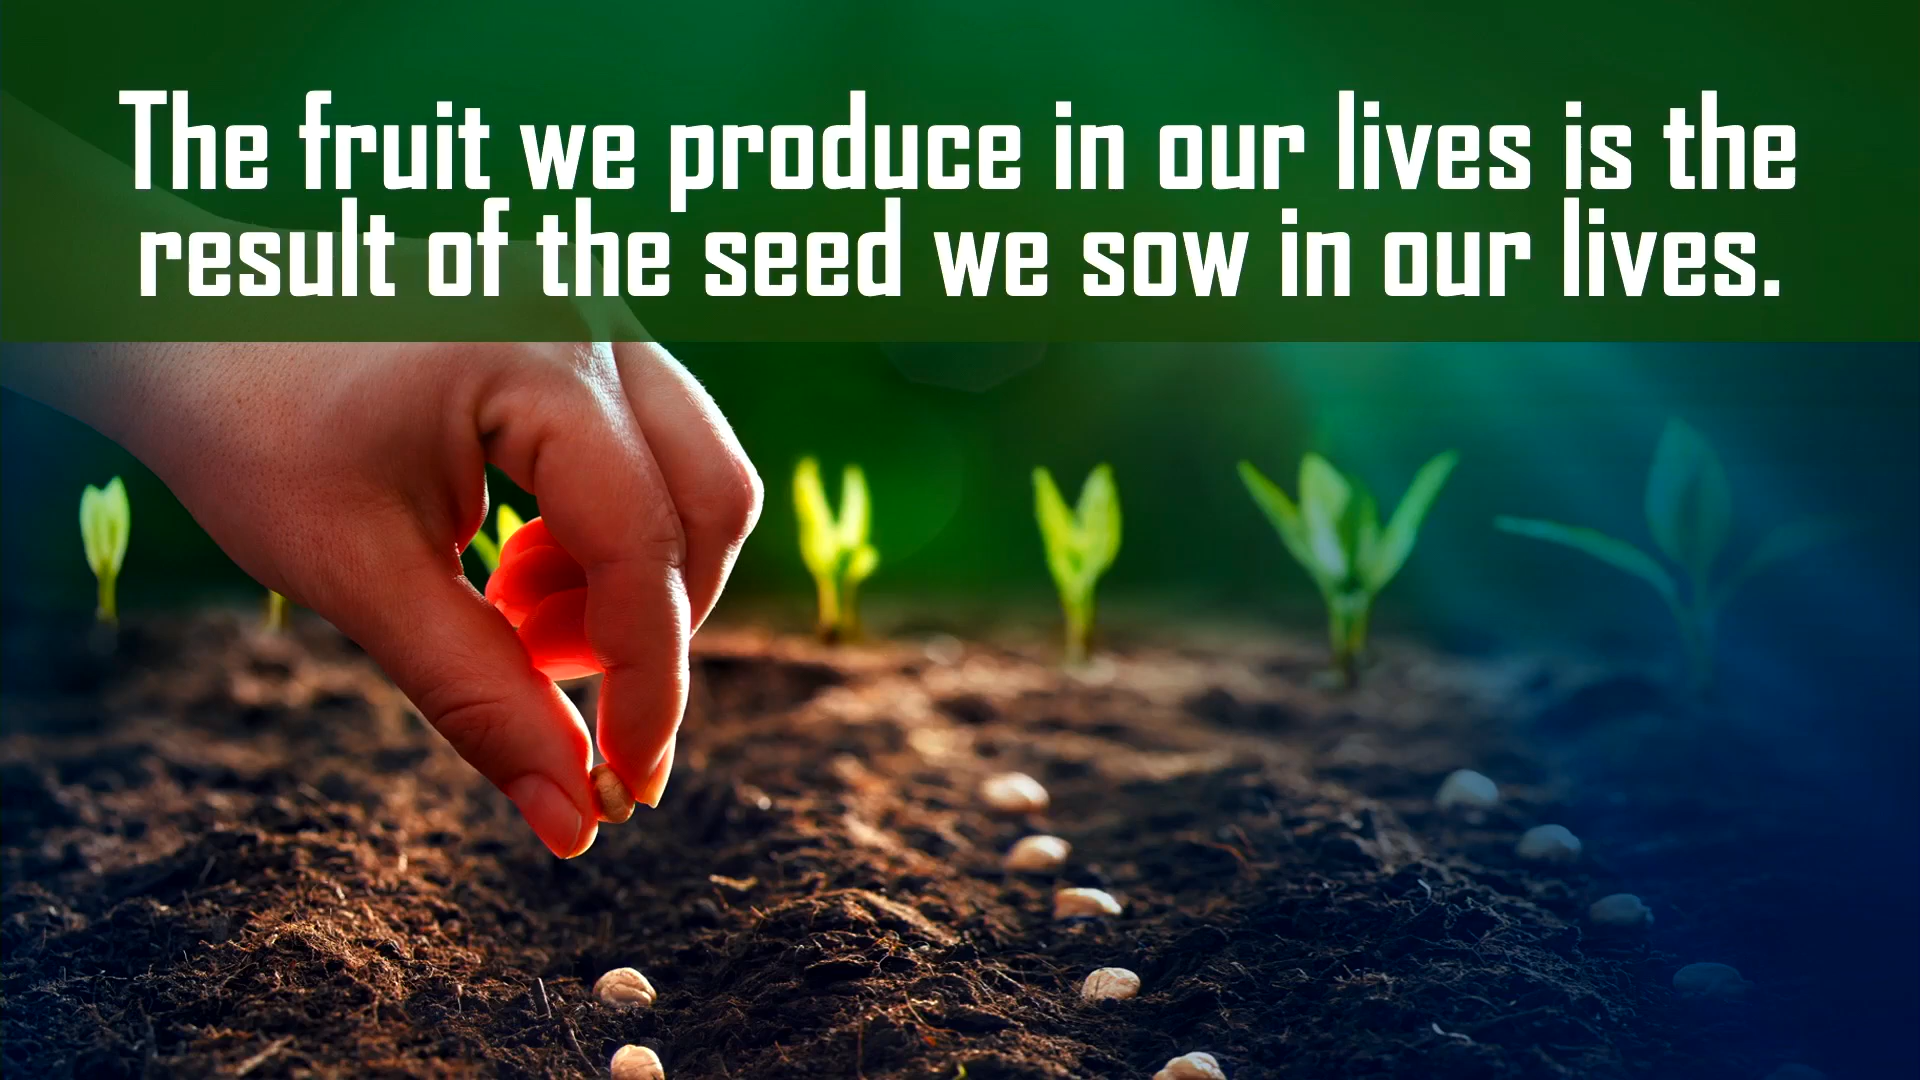 The fruit we produce in our lives is the
result of the seed we sow in our lives.